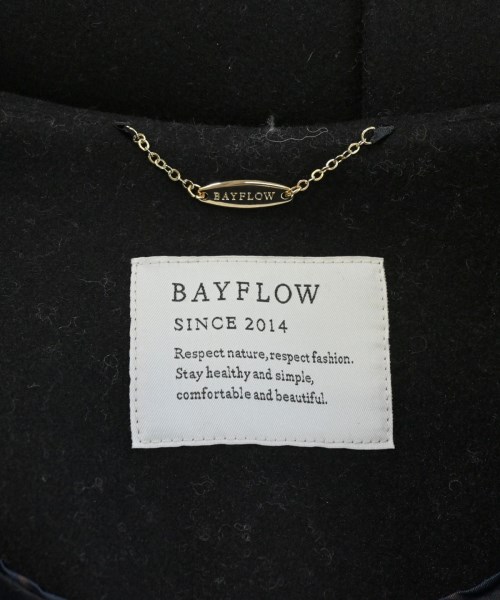 BAYFLOW
BAYFLOW
SINCE 2014
Respect nature, respect fashion.
Stay healthy and simple,
comfortable and beautiful.